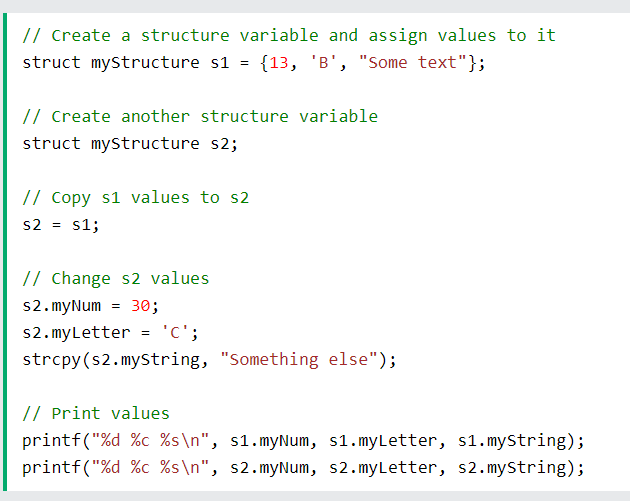 // Create a structure variable and assign values to it
struct myStructure s1 = {13, 'B', "Some text"};
// Create another structure variable
struct myStructure s2;
// Copy s1 values to s2
s2 = s1;
// Change s2 values
s2.myNum = 30;
s2.myLetter = 'C';
strcpy(s2.myString, "Something else");
// Print values
printf("%d %c %s\n", s1.myNum, s1.myLetter, s1.myString);
printf("%d %c %s\n", s2.myNum, s2.myLetter, s2.myString);